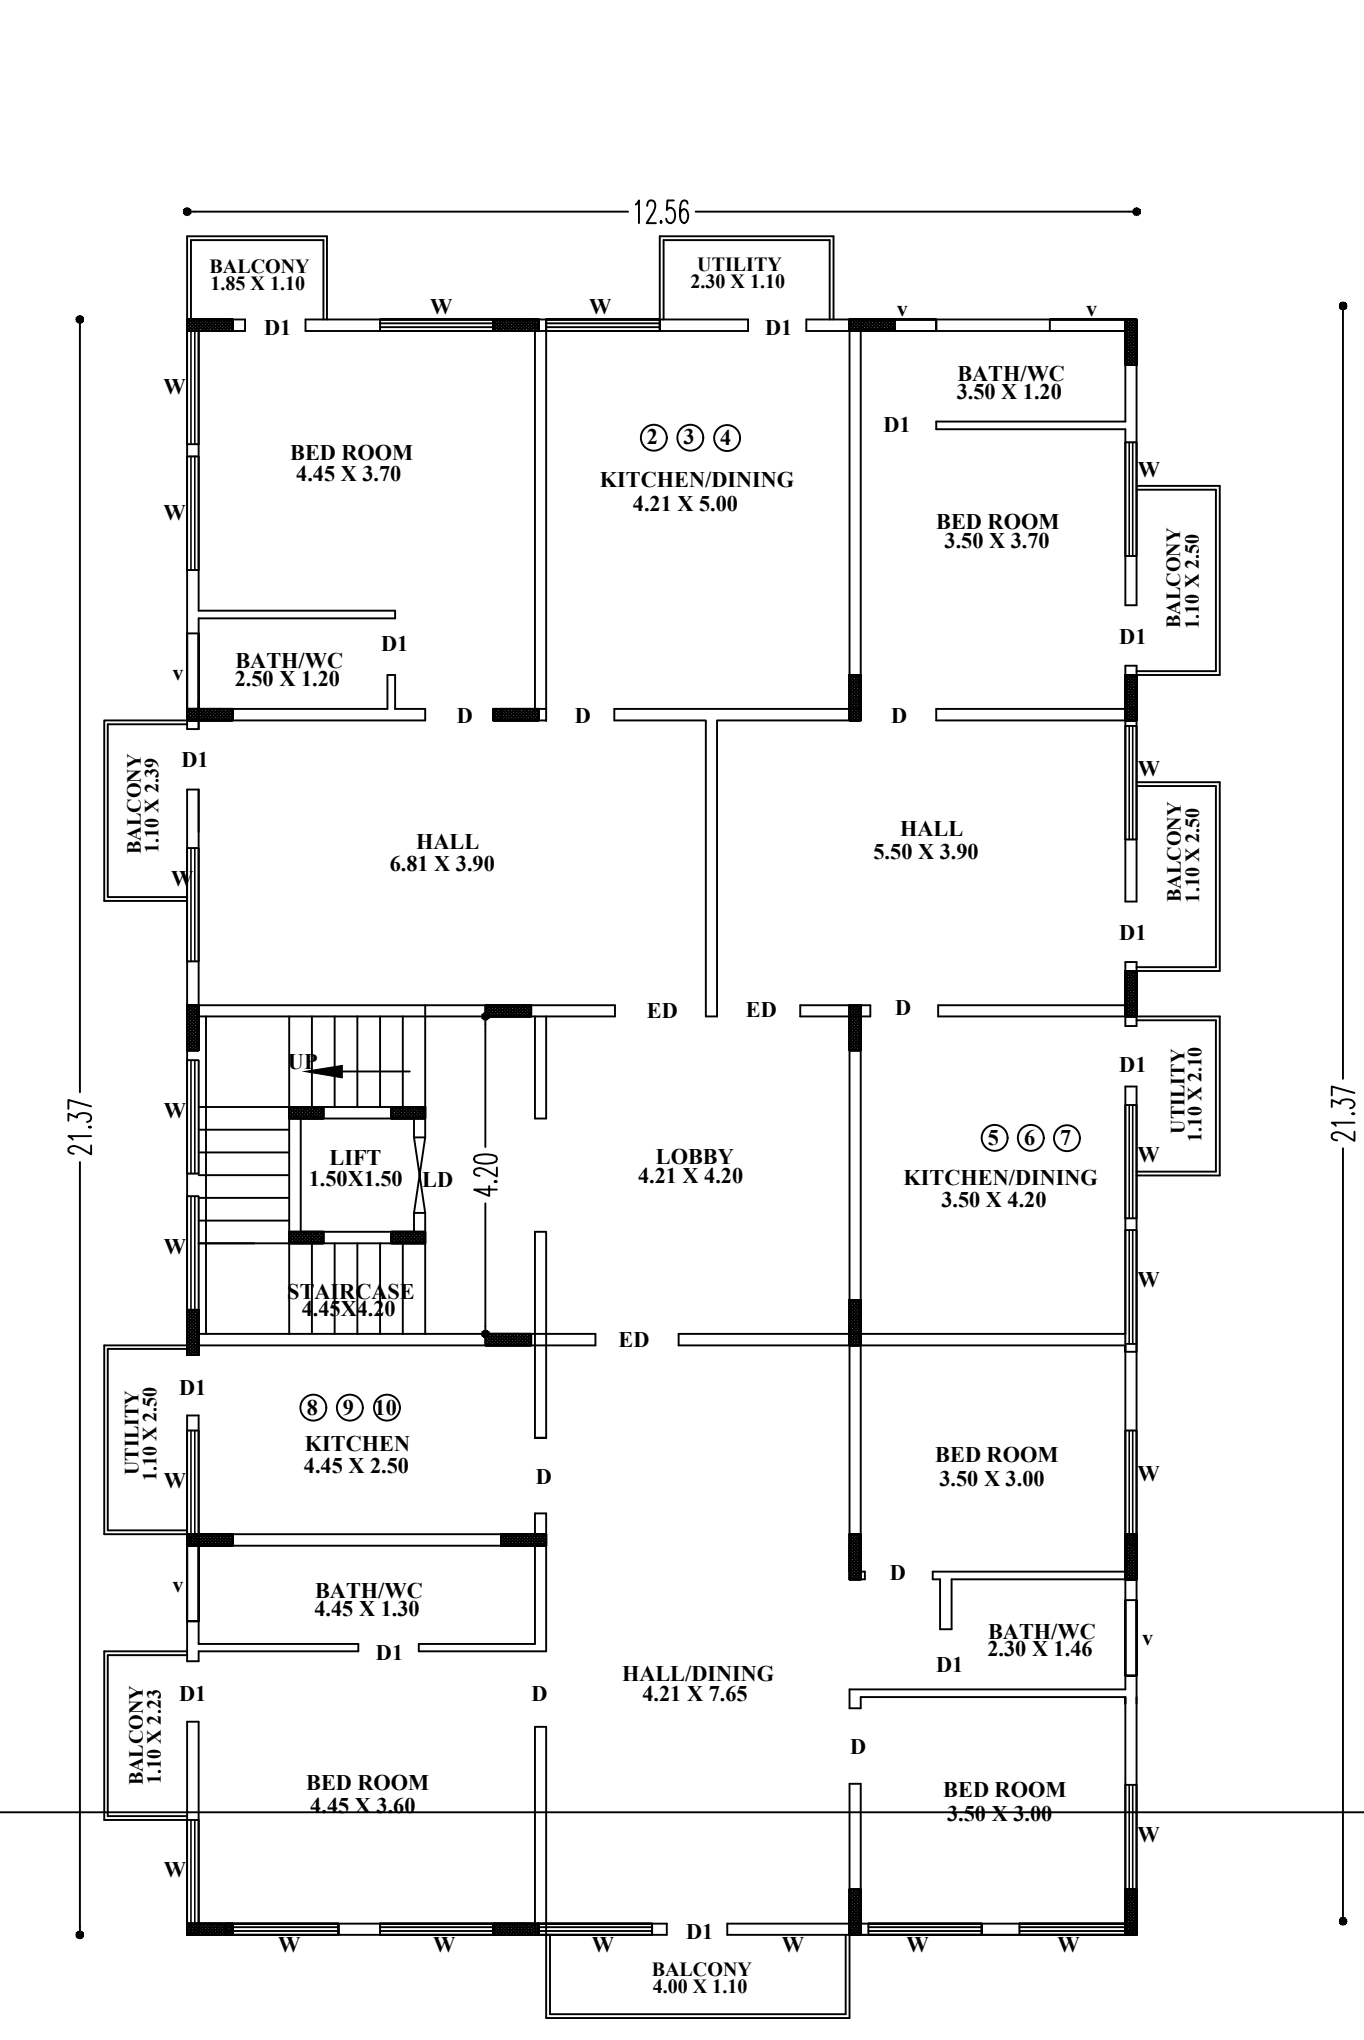 12.56
BALCONY
1.85 X 1.10
UTILITY
2.30 X 1.10
W
W
v
v
D1
D1
W
BATH/WC
3.50 X 1.20
D1
2 3 4
BED ROOM
4.45 X 3.70
KITCHEN/DINING
4.21 X 5.00
W
W
BED ROOM
3.50 X 3.70
BALCONY
1.10 X 2.50
D1
D1
BATH/WC
2.50 X 1.20
v
D
D
D
D1
BALCONY
1.10 X 2.39
W
W
HALL
6.81 X 3.90
HALL
5.50 X 3.90
BALCONY
1.10 X 2.50
D1
ED
ED
D
UP
D1
UTILITY
1.10 X 2.10
W
21.37
21.37
5 6 7
LIFT
1.50X1.50
LD
4.20
LOBBY
4.21 X 4.20
KITCHEN/DINING
3.50 X 4.20
W
W
W
STAIRCASE
4.45X4.20
ED
D1
UTILITY
1.10 X 2.50
W
8 9 10
KITCHEN
4.45 X 2.50
D
BED ROOM
3.50 X 3.00
W
D
v
BATH/WC
4.45 X 1.30
D1
BATH/WC
2.30 X 1.46
v
D1
D1
BALCONY
1.10 X 2.23
D
HALL/DINING
4.21 X 7.65
D
BED ROOM
4.45 X 3.60
BED ROOM
3.50 X 3.00
W
W
W
W
W
D1
W
W
W
BALCONY
4.00 X 1.10